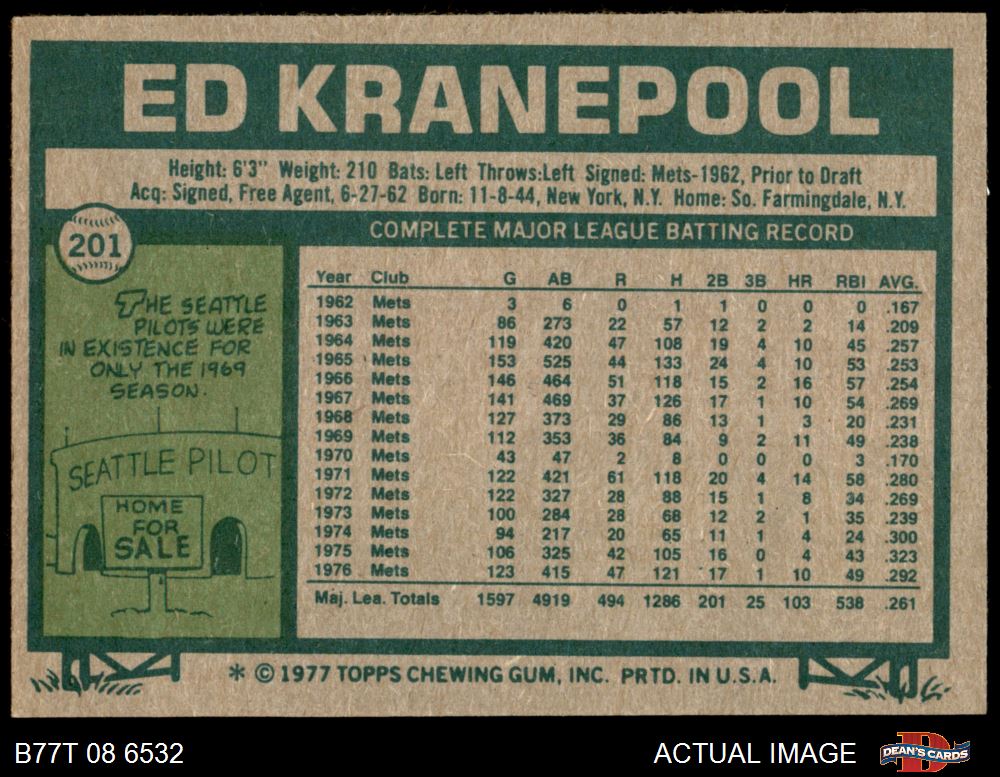 ED KRANEPOOL
Height: 6'3" Weight: 210 Bats: Left Throws:Left Signed: Mets-1962, Prior to Draft
Acq: Signed, Free Agent, 6-27-62 Born: 11-8-44, New York, N.Y. Home: So. Farmingdale, N.Y.
201
COMPLETE MAJOR LEAGUE BATTING RECORD
THE SEATTLE
PILOTS WERE
IN EXISTENCE FOR
ONLY THE 1969
SEASON.
SEATTLE PILOT
HOME
FOR
SALE
Year Club G AB R H 2B 3B HR RBI AVG.
1962 Mets 3 6 0 1 1 0 0 0 .167
1963 Mets 86 273 22 57 12 2 2 14 .209
1964 Mets 119 420 47 108 19 4 10 45 .257
1965 Mets 153 525 44 133 24 4 10 53 .253
1966 Mets 146 464 51 118 15 2 16 57 .254
1967 Mets 141 469 37 126 17 1 10 54 .269
1968 Mets 127 373 29 86 13 1 3 20 .231
1969 Mets 112 353 36 84 9 2 11 49 .238
1970 Mets 43 47 2 8 0 0 0 3 .170
1971 Mets 122 421 61 118 20 4 14 58 .280
1972 Mets 122 327 28 88 15 1 8 34 .269
1973 Mets 100 284 28 68 12 2 1 35 .239
1974 Mets 94 217 20 65 11 1 4 24 .300
1975 Mets 106 325 42 105 16 0 4 43 .323
1976 Mets 123 415 47 121 17 1 10 49 .292
Maj. Lea. Totals 1597 4919 494 1286 201 25 103 538 .261
* © 1977 TOPPS CHEWING GUM, INC. PRTD. IN U.S.A.
B77T 08 6532
ACTUAL IMAGE
DEAN'S CARDS